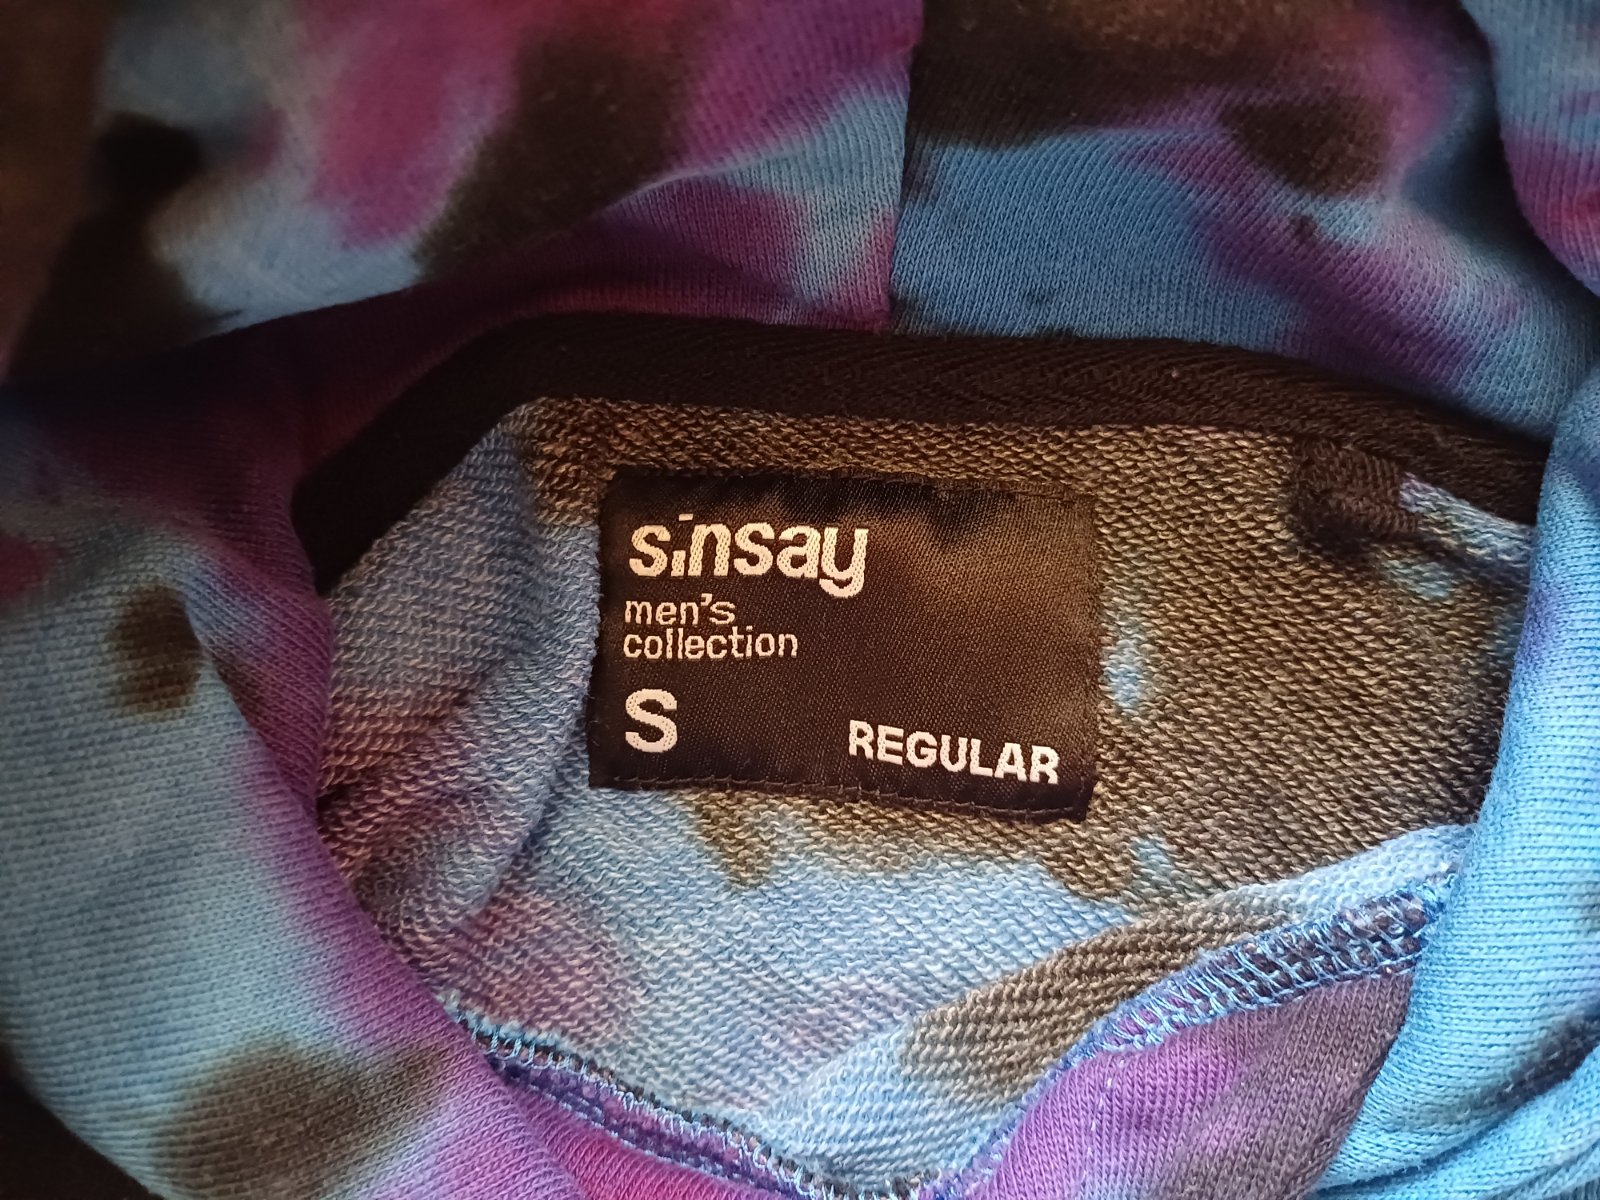 sinsay
men's
collection
S
REGULAR